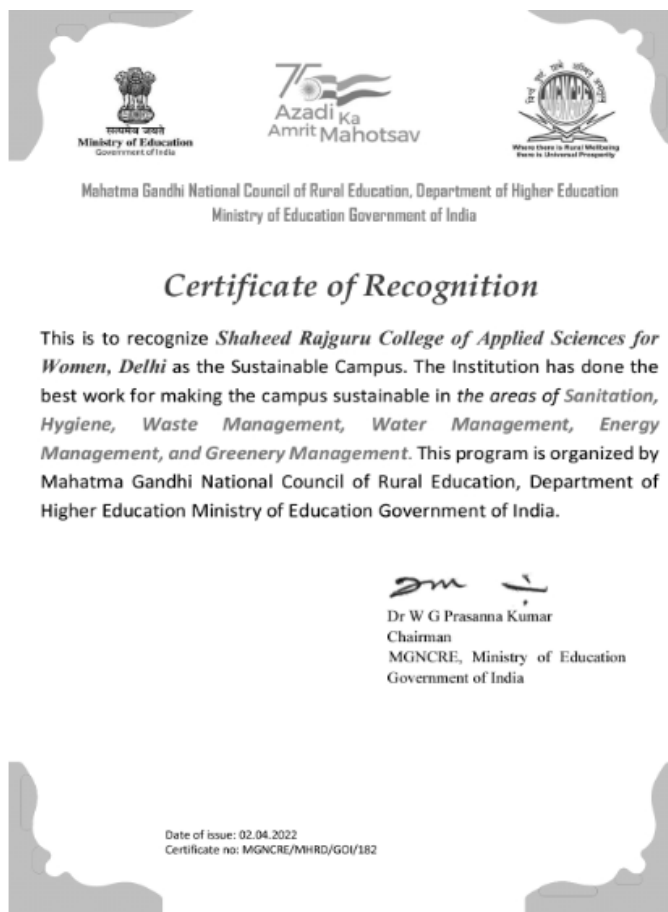 सत्यमेव जयते
Ministry of Education
Government of India
75
Azadi Ka
Amrit Mahotsav
MGNCRE
Where there is Rural Wellbeing
there is Universal Prosperity
Mahatma Gandhi National Council of Rural Education, Department of Higher Education
Ministry of Education Government of India
Certificate of Recognition
This is to recognize Shaheed Rajguru College of Applied Sciences for
Women, Delhi as the Sustainable Campus. The Institution has done the
best work for making the campus sustainable in the areas of Sanitation,
Hygiene, Waste Management, Water Management, Energy
Management, and Greenery Management. This program is organized by
Mahatma Gandhi National Council of Rural Education, Department of
Higher Education Ministry of Education Government of India.
Dr W G Prasanna Kumar
Chairman
MGNCRE, Ministry of Education
Government of India
Date of issue: 02.04.2022
Certificate no: MGNCRE/MHRD/GOI/182